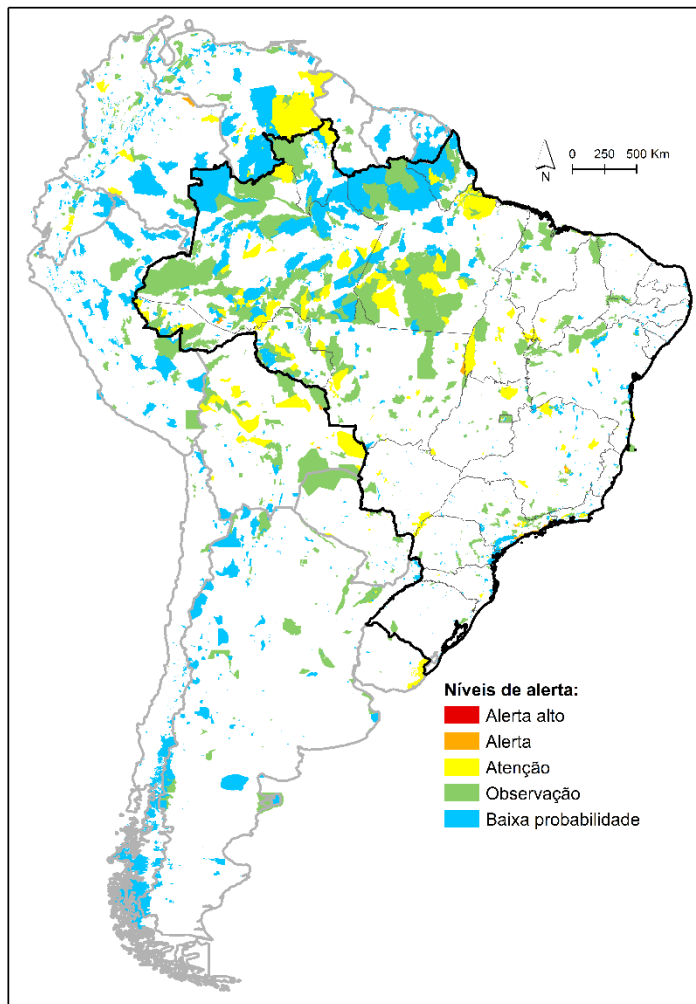 N
0 250 500 Km
Níveis de alerta:
Alerta alto
Alerta
Atenção
Observação
Baixa probabilidade